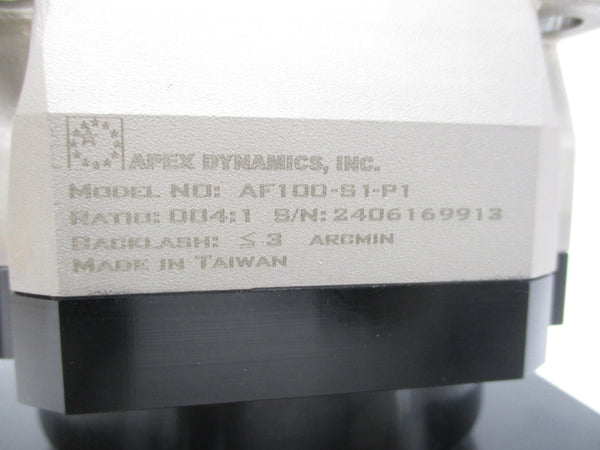 APEX DYNAMICS, INC.
MODEL NO: AF100-S1-P1
RATIO: 004:1 S/N: 2406169913
BACKLASH: ≤ 3 ARCMIN
MADE IN TAIWAN